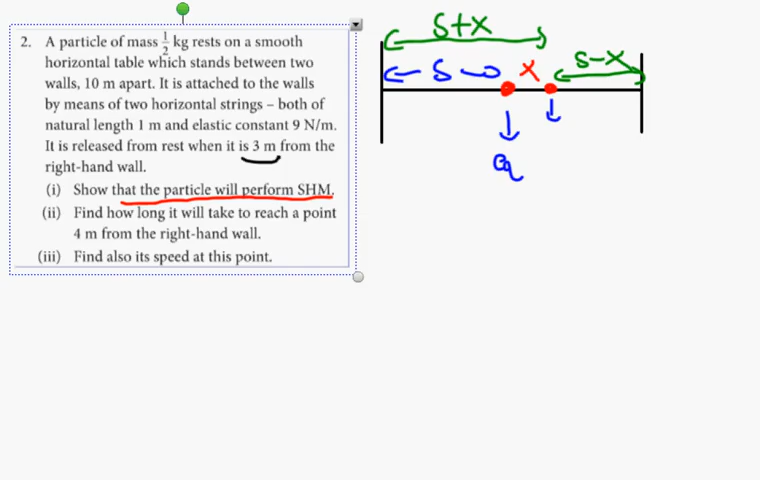 2. A particle of mass 1/2 kg rests on a smooth
horizontal table which stands between two
walls, 10 m apart. It is attached to the walls
by means of two horizontal strings – both of
natural length 1 m and elastic constant 9 N/m.
It is released from rest when it is 3 m from the
right-hand wall.
(i) Show that the particle will perform SHM.
(ii) Find how long it will take to reach a point
4 m from the right-hand wall.
(iii) Find also its speed at this point.
5+x
5 x 5-x
Eq